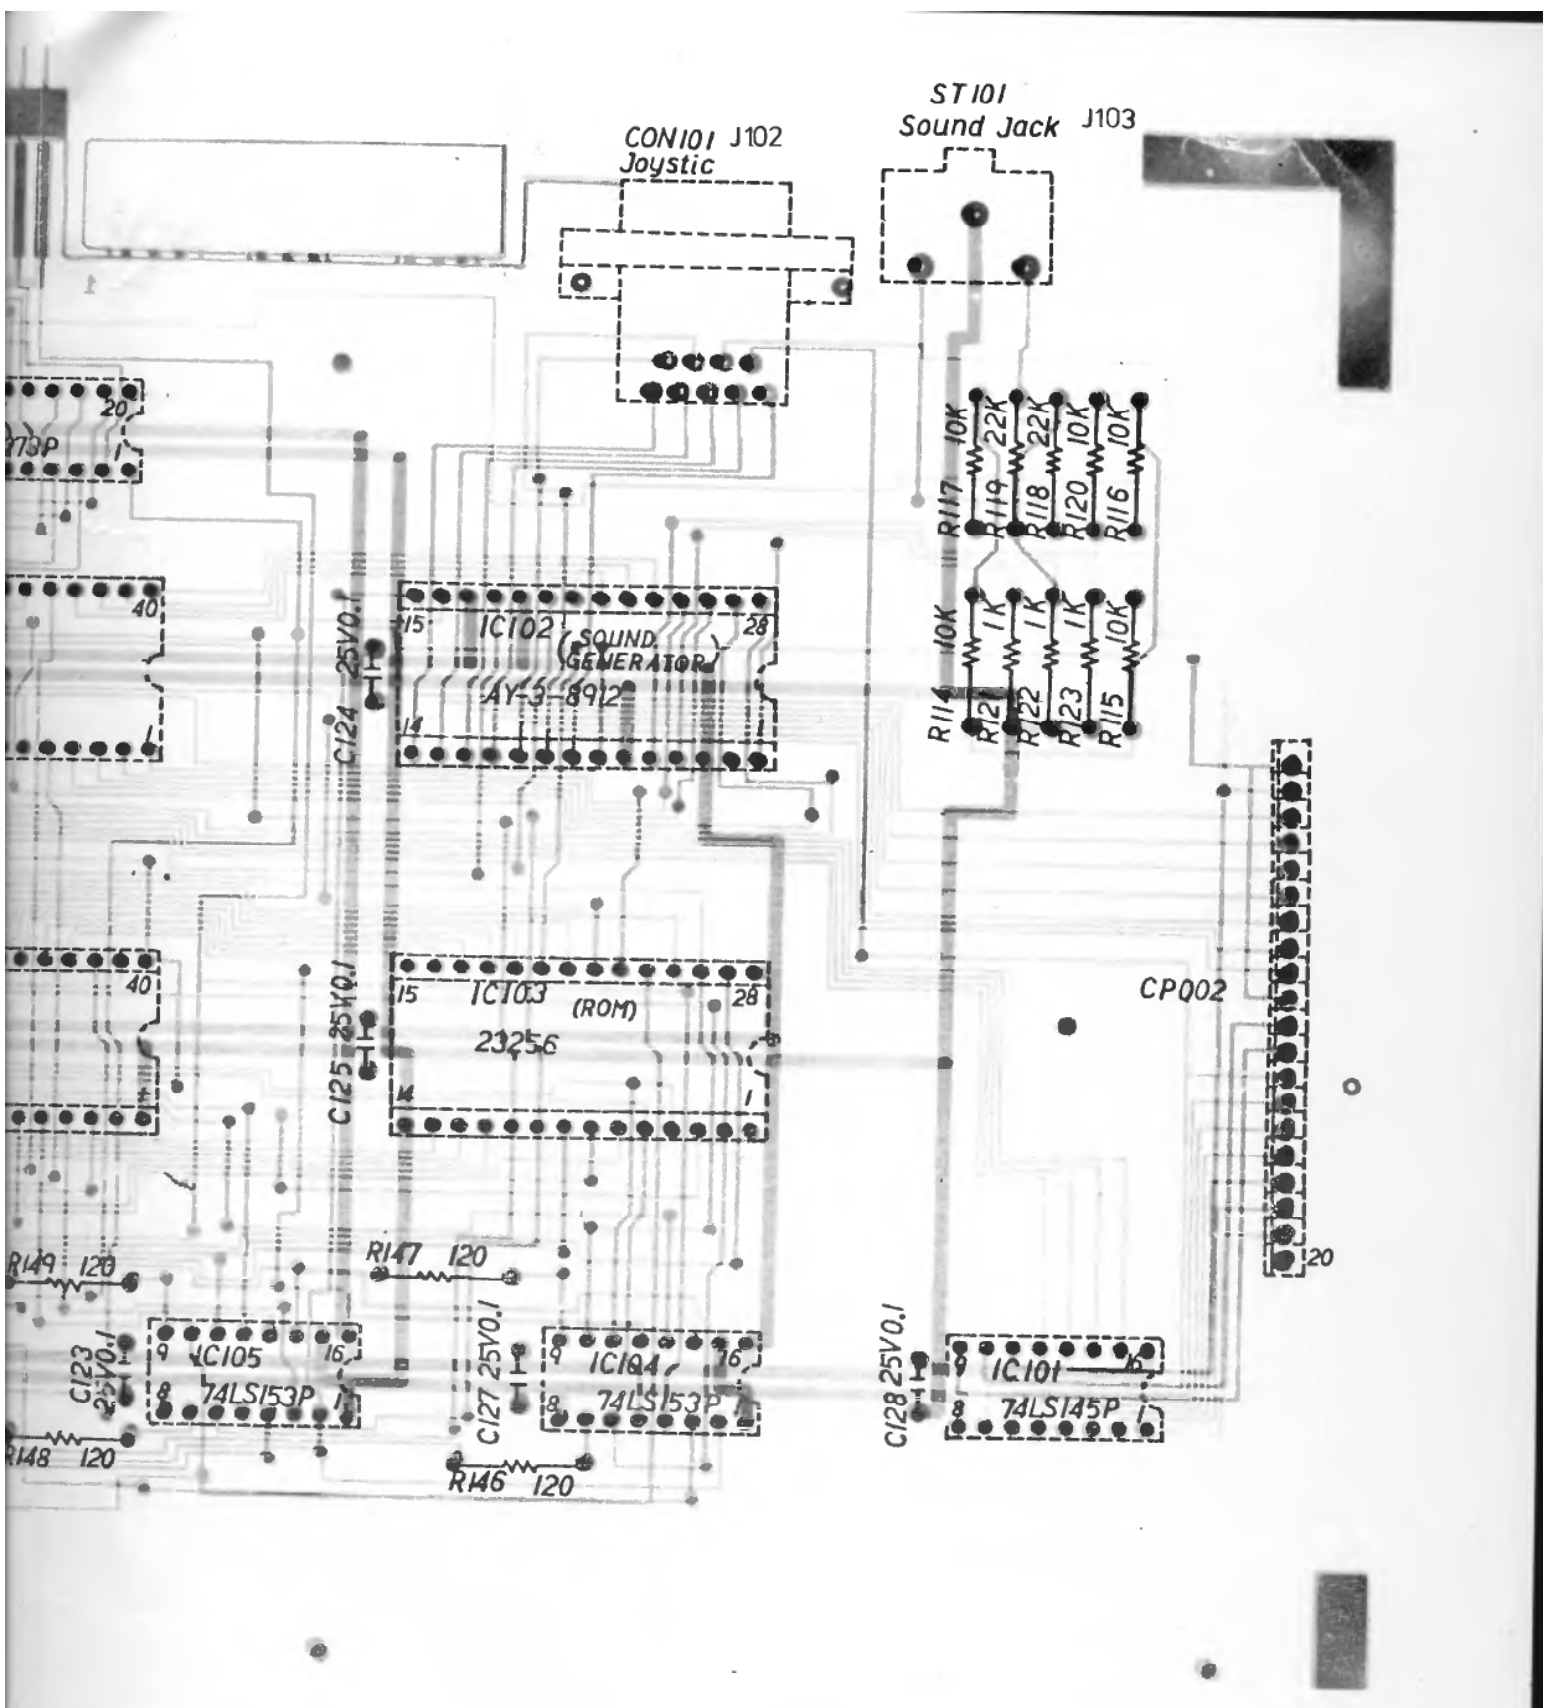 ST101
Sound Jack J103
CON101 J102
Joystic
20
1
373P
10K 22K 22K 10K 10K
R117 R119 R118 R120 R116
40
1
15 IC102 28
(SOUND
GENERATOR)
AY-3-8912
14 1
C124 25V0.1
10K 1K 1K 1K 10K
R114 R121 R122 R123 R115
40
15 IC103 (ROM) 28
23256
14 1
C125 25V0.1
CP002
20
R149 120
R147 120
C123
25V0.1
9 IC105 16
8 74LS153P 1
C127 25V0.1
9 IC104 16
8 74LS153P 1
C128 25V0.1
9 IC101 16
8 74LS145P 1
R148 120
R146 120